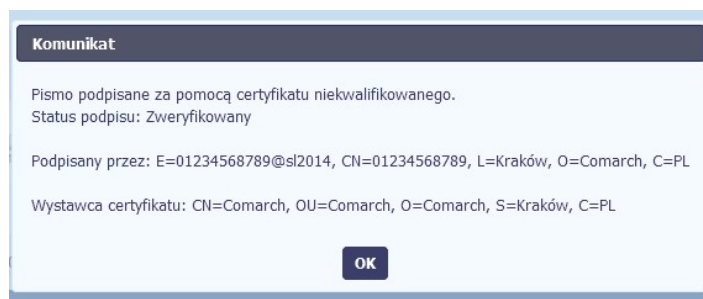 Komunikat
Pismo podpisane za pomocą certyfikatu niekwalifikowanego.
Status podpisu: Zweryfikowany
Podpisany przez: E=01234568789@sl2014, CN=01234568789, L=Kraków, O=Comarch, C=PL
Wystawca certyfikatu: CN=Comarch, OU=Comarch, O=Comarch, S=Kraków, C=PL
OK